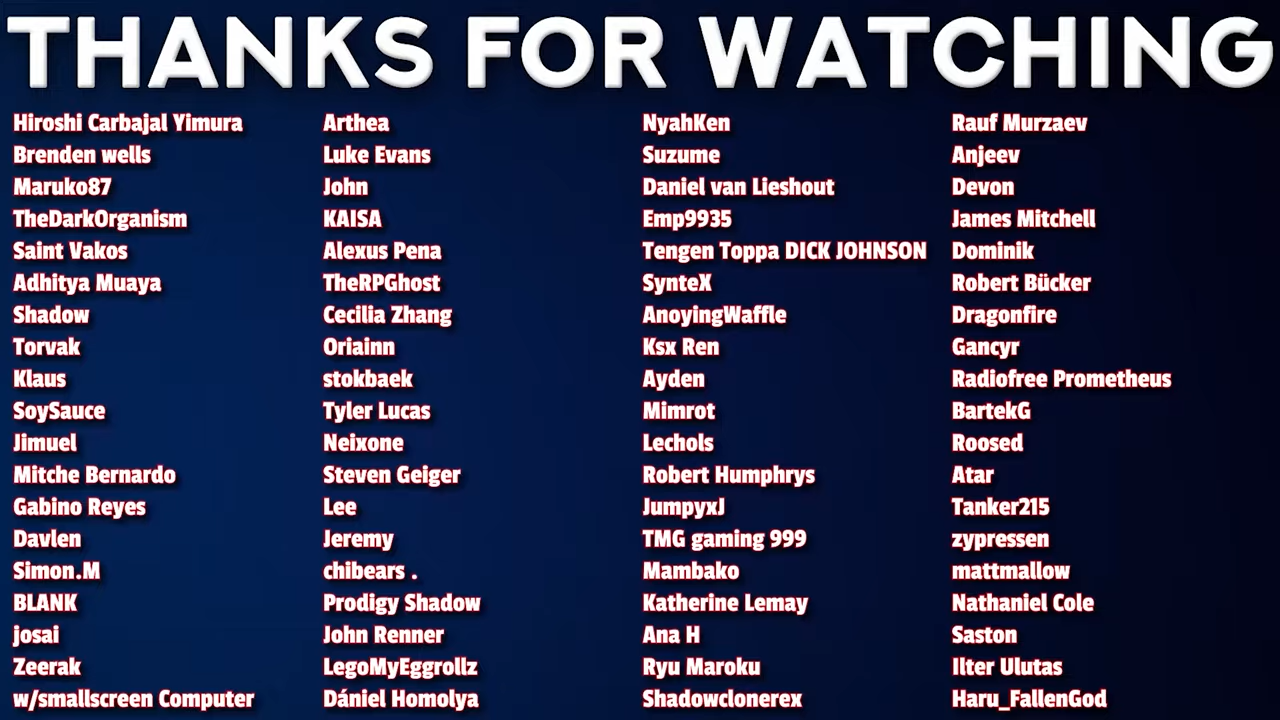 THANKS FOR WATCHING
Hiroshi Carbajal Yimura
Brenden wells
Maruko87
TheDarkOrganism
Saint Vakos
Adhitya Muaya
Shadow
Torvak
Klaus
SoySauce
Jimuel
Mitche Bernardo
Gabino Reyes
Davlen
Simon.M
BLANK
josai
Zeerak
w/smallscreen Computer
Arthea
Luke Evans
John
KAISA
Alexus Pena
TheRPGhost
Cecilia Zhang
Oriainn
stokbaek
Tyler Lucas
Neixone
Steven Geiger
Lee
Jeremy
chibears .
Prodigy Shadow
John Renner
LegoMyEggrollz
Dániel Homolya
NyahKen
Suzume
Daniel van Lieshout
Emp9935
Tengen Toppa DICK JOHNSON
SynteX
AnoyingWaffle
Ksx Ren
Ayden
Mimrot
Lechols
Robert Humphrys
JumpyxJ
TMG gaming 999
Mambako
Katherine Lemay
Ana H
Ryu Maroku
Shadowclonerex
Rauf Murzaev
Anjeev
Devon
James Mitchell
Dominik
Robert Bücker
Dragonfire
Gancyr
Radiofree Prometheus
BartekG
Roosed
Atar
Tanker215
zypressen
mattmallow
Nathaniel Cole
Saston
Ilter Ulutas
Haru_FallenGod